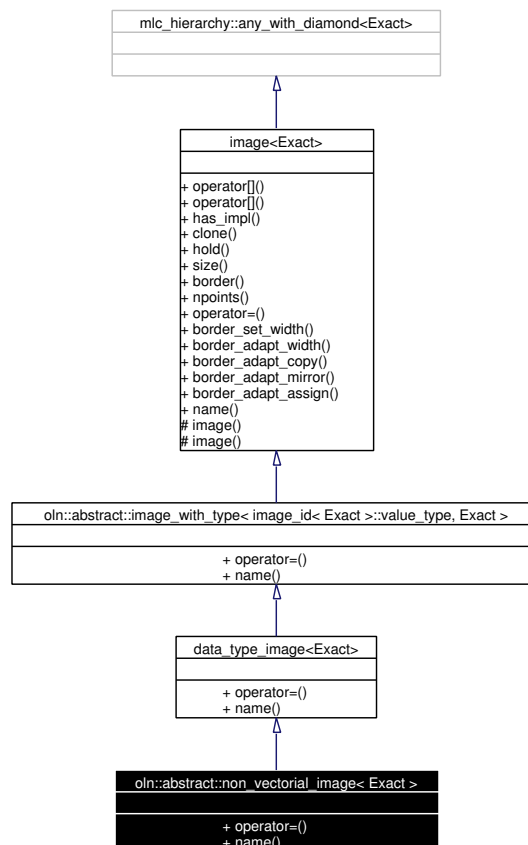 mlc_hierarchy::any_with_diamond<Exact>
image<Exact>
+ operator[]()
+ operator[]()
+ has_impl()
+ clone()
+ hold()
+ size()
+ border()
+ npoints()
+ operator=()
+ border_set_width()
+ border_adapt_width()
+ border_adapt_copy()
+ border_adapt_mirror()
+ border_adapt_assign()
+ name()
# image()
# image()
oln::abstract::image_with_type< image_id< Exact >::value_type, Exact >
+ operator=()
+ name()
data_type_image<Exact>
+ operator=()
+ name()
oln::abstract::non_vectorial_image< Exact >
+ operator=()
+ name()